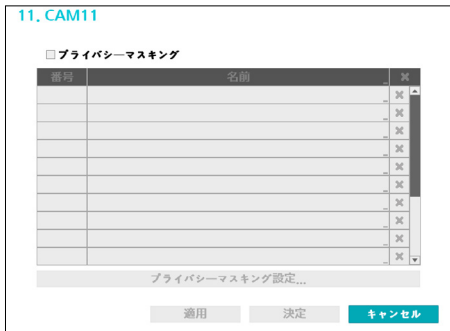 11. CAM11
プライバシーマスキング
番号 名前
プライバシーマスキング設定...
適用 決定 キャンセル